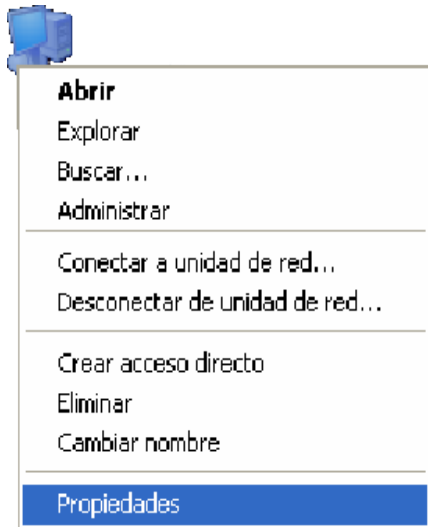 Abrir
Explorar
Buscar...
Administrar
Conectar a unidad de red...
Desconectar de unidad de red...
Crear acceso directo
Eliminar
Cambiar nombre
Propiedades